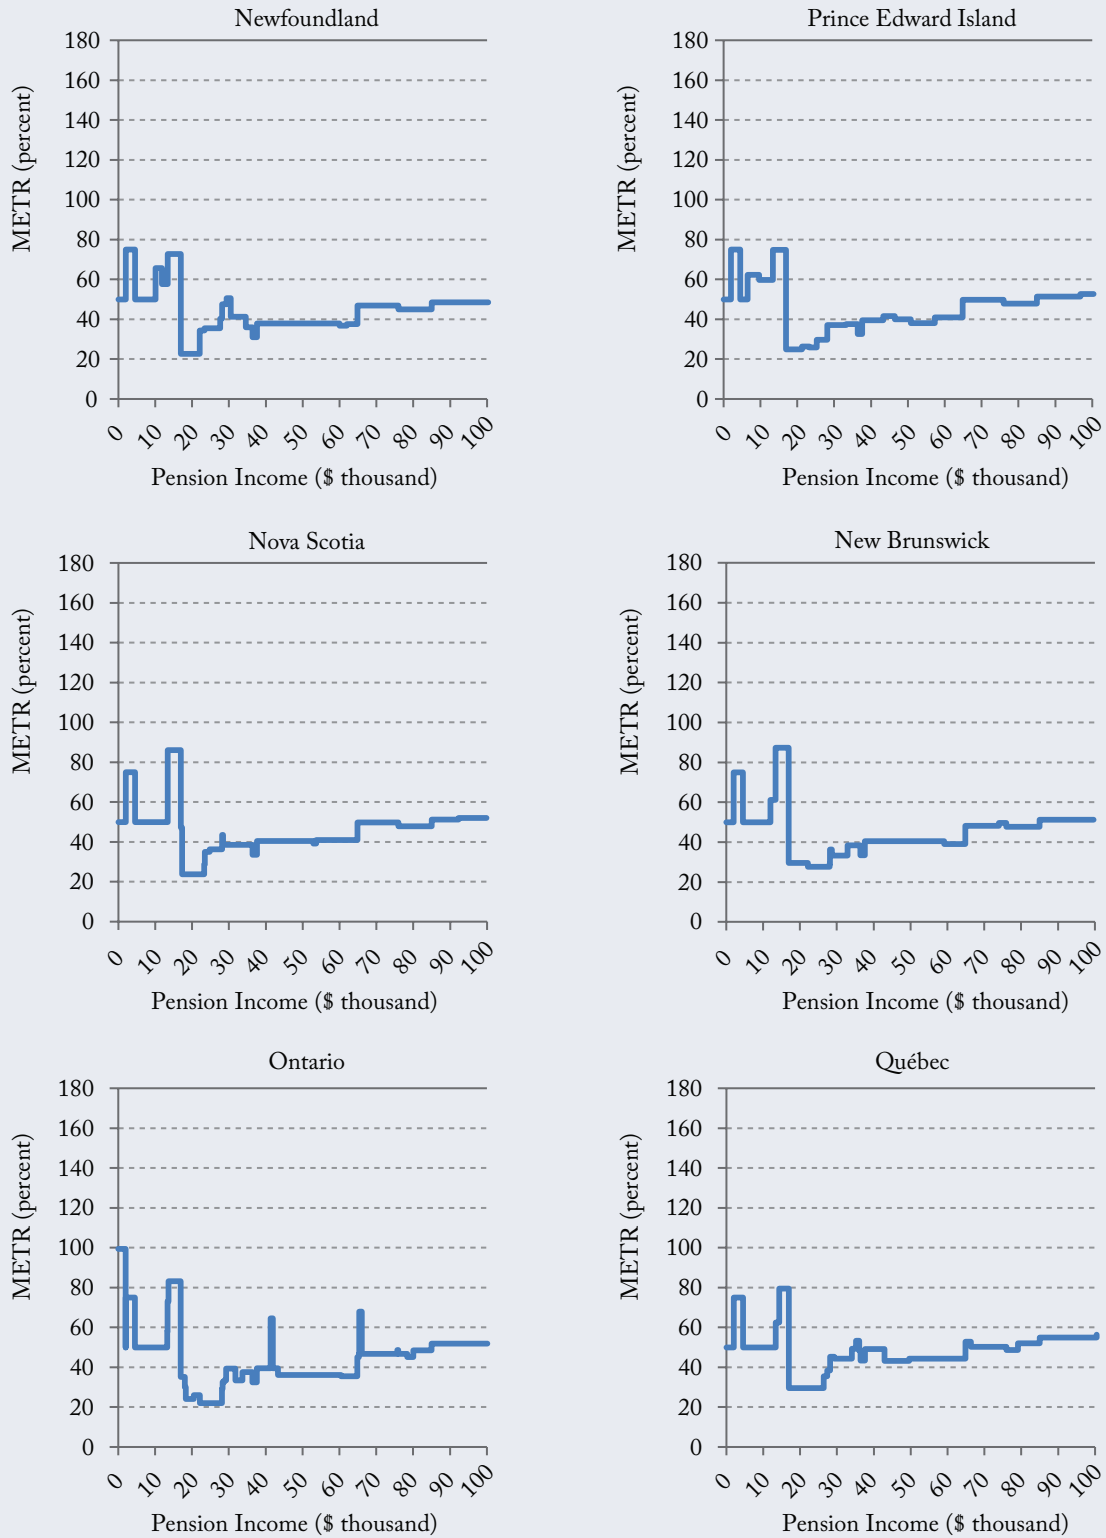 Newfoundland
180
160
140
120
100
80
60
40
20
0
METR (percent)
0 10 20 30 40 50 60 70 80 90 100
Pension Income ($ thousand)
Prince Edward Island
180
160
140
120
100
80
60
40
20
0
METR (percent)
0 10 20 30 40 50 60 70 80 90 100
Pension Income ($ thousand)
Nova Scotia
180
160
140
120
100
80
60
40
20
0
METR (percent)
0 10 20 30 40 50 60 70 80 90 100
Pension Income ($ thousand)
New Brunswick
180
160
140
120
100
80
60
40
20
0
METR (percent)
0 10 20 30 40 50 60 70 80 90 100
Pension Income ($ thousand)
Ontario
180
160
140
120
100
80
60
40
20
0
METR (percent)
0 10 20 30 40 50 60 70 80 90 100
Pension Income ($ thousand)
Québec
180
160
140
120
100
80
60
40
20
0
METR (percent)
0 10 20 30 40 50 60 70 80 90 100
Pension Income ($ thousand)